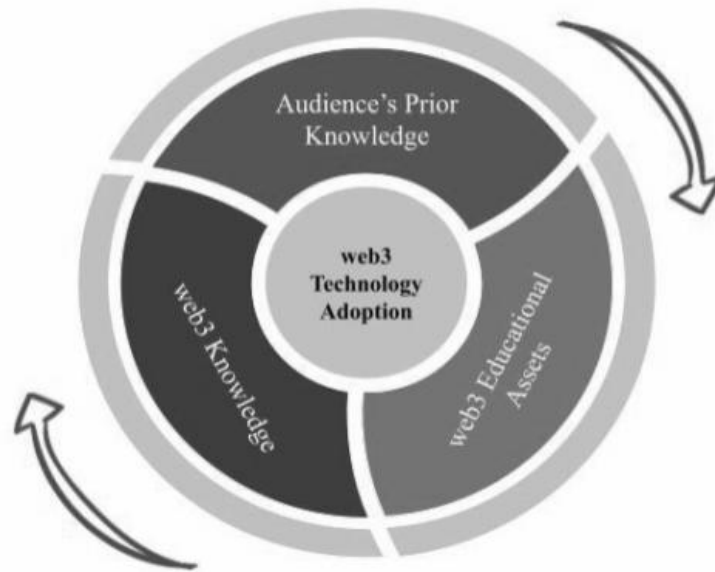 Audience's Prior
Knowledge
web3
Technology
Adoption
web3 Educational
Assets
web3 Knowledge